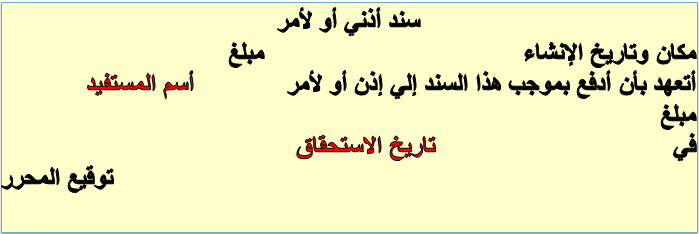 سند أذني أو لأمر
مكان وتاريخ الإنشاء مبلغ
أتعهد بأن أدفع بموجب هذا السند إلي إذن أو لأمر أسم المستفيد
مبلغ
في تاريخ الاستحقاق
توقيع المحرر